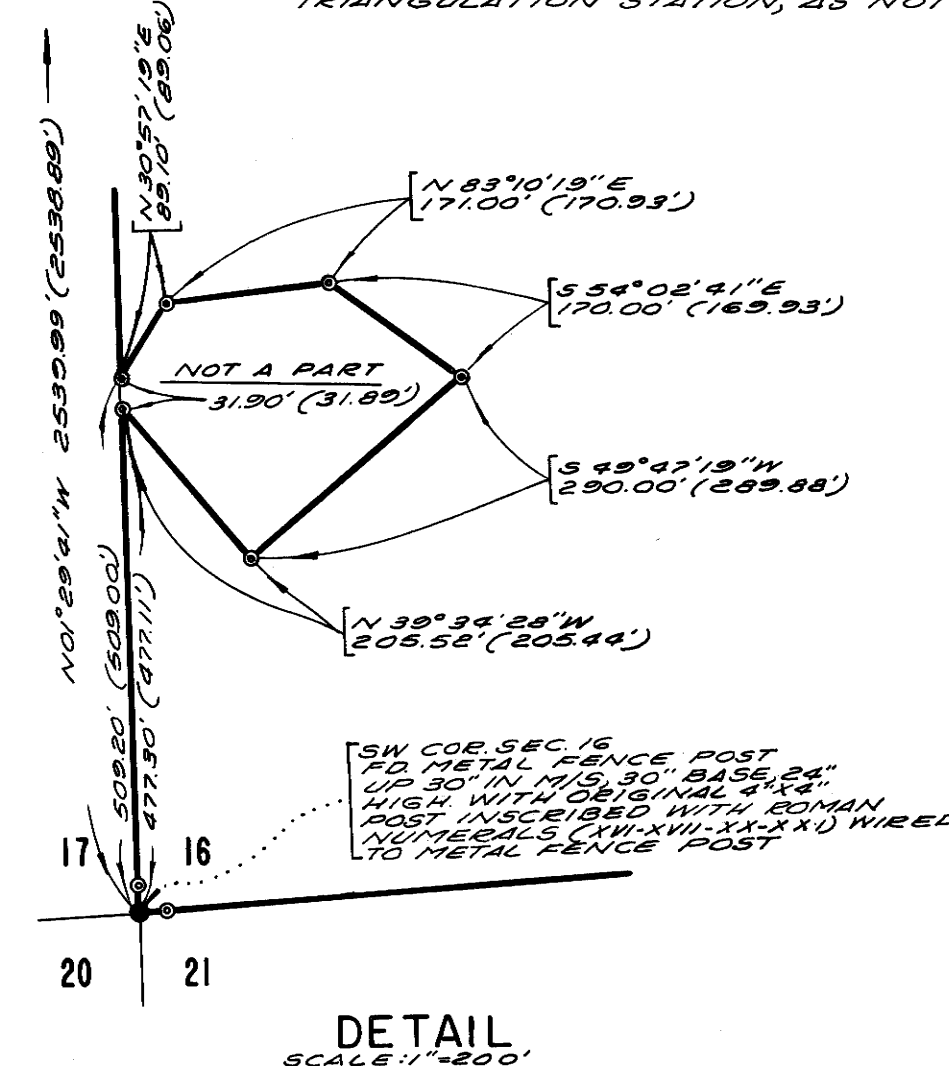 TRIANGULATION STATION, AS NOT
N 30°57'19"E
89.10' (89.06')
N 83°10'19"E
171.00' (170.93')
S 54°02'41"E
170.00' (169.93')
NOT A PART
31.90' (31.89')
N01°29'41"W 2539.99' (2538.89')
S 49°47'19"W
290.00' (289.88')
N 39°34'28"W
205.52' (205.44')
509.20' (509.00')
477.30' (477.11')
SW COR. SEC. 16
FD. METAL FENCE POST
UP 30" IN M/S, 30" BASE, 24"
HIGH. WITH ORIGINAL 4"X4"
POST INSCRIBED WITH ROMAN
NUMERALS (XVI-XVII-XX-XXI) WIRED
TO METAL FENCE POST
17 16
20 21
DETAIL
SCALE: 1"=200'